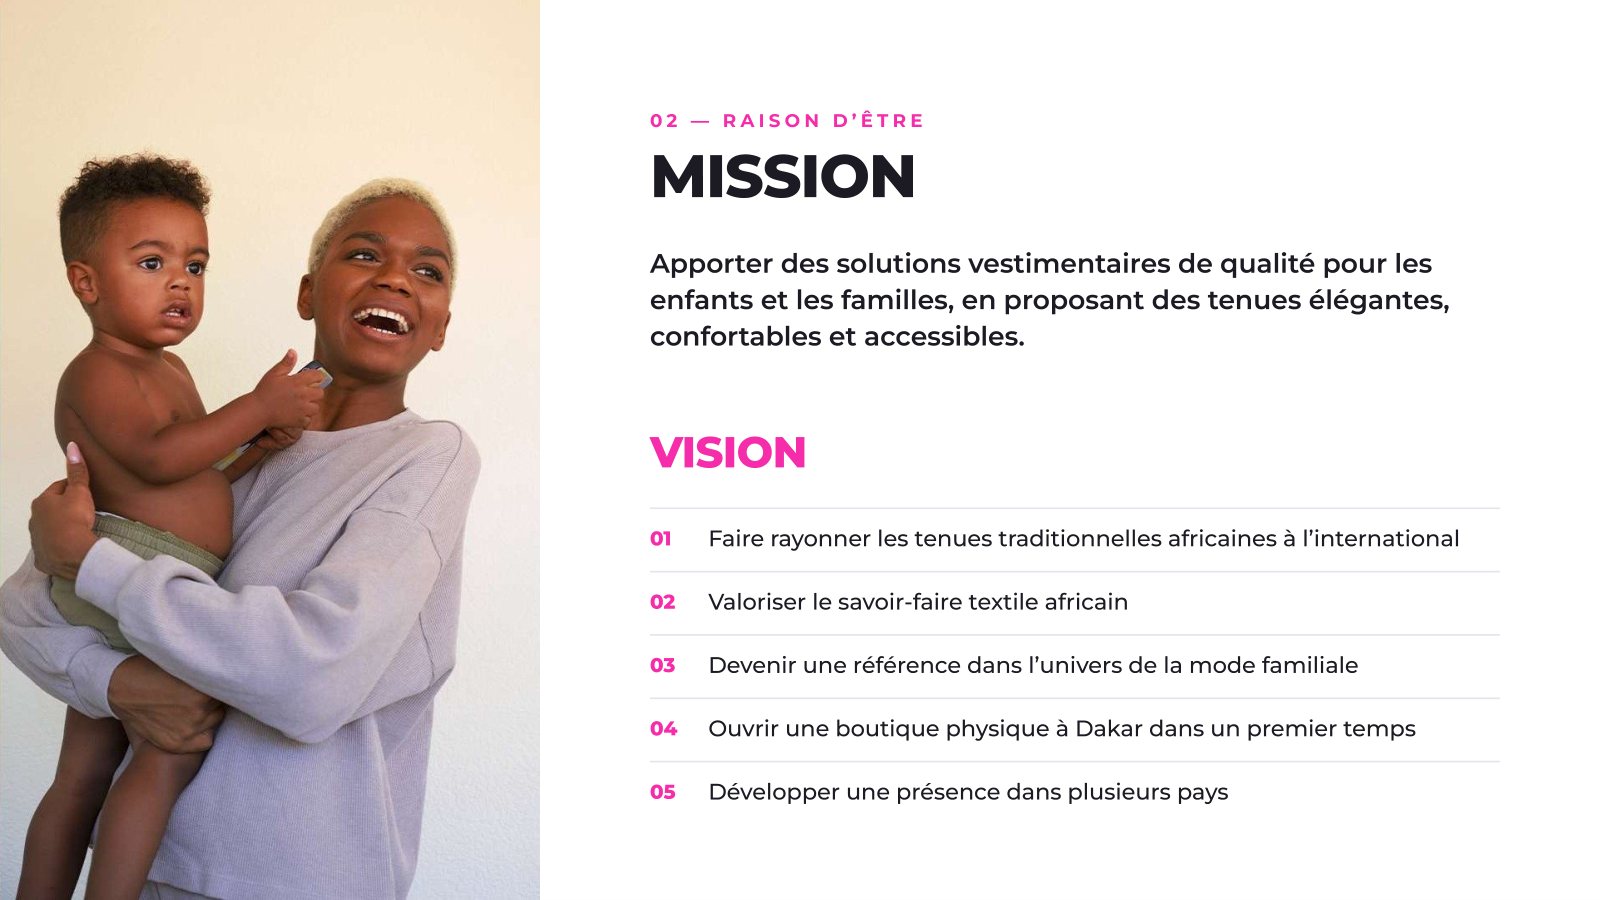 02 — RAISON D’ÊTRE
MISSION
Apporter des solutions vestimentaires de qualité pour les
enfants et les familles, en proposant des tenues élégantes,
confortables et accessibles.
VISION
01 Faire rayonner les tenues traditionnelles africaines à l’international
02 Valoriser le savoir-faire textile africain
03 Devenir une référence dans l’univers de la mode familiale
04 Ouvrir une boutique physique à Dakar dans un premier temps
05 Développer une présence dans plusieurs pays